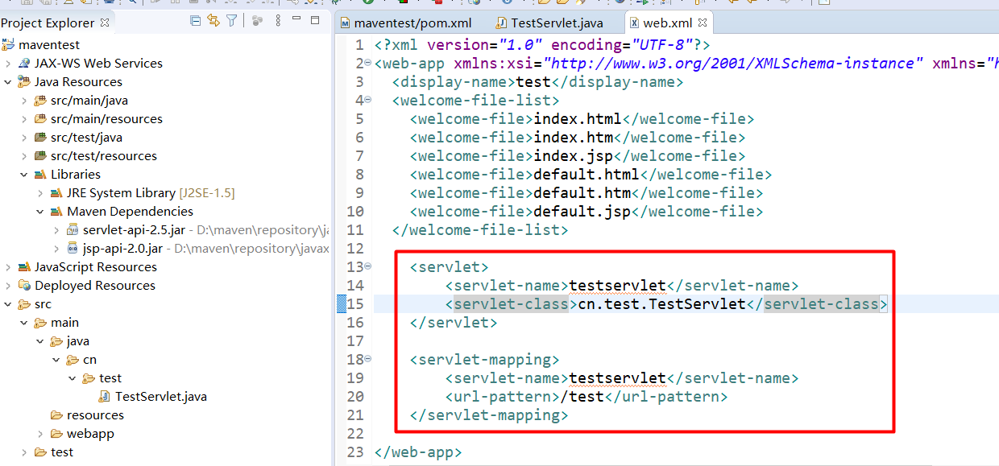 Project Explorer
maventest
JAX-WS Web Services
Java Resources
src/main/java
src/main/resources
src/test/java
src/test/resources
Libraries
JRE System Library [J2SE-1.5]
Maven Dependencies
servlet-api-2.5.jar - D:\maven\repository\ja
jsp-api-2.0.jar - D:\maven\repository\javax
JavaScript Resources
Deployed Resources
src
main
java
cn
test
TestServlet.java
resources
webapp
test
maventest/pom.xml TestServlet.java web.xml
1 <?xml version="1.0" encoding="UTF-8"?>
2 <web-app xmlns:xsi="http://www.w3.org/2001/XMLSchema-instance" xmlns="h
3 <display-name>test</display-name>
4 <welcome-file-list>
5 <welcome-file>index.html</welcome-file>
6 <welcome-file>index.htm</welcome-file>
7 <welcome-file>index.jsp</welcome-file>
8 <welcome-file>default.html</welcome-file>
9 <welcome-file>default.htm</welcome-file>
10 <welcome-file>default.jsp</welcome-file>
11 </welcome-file-list>
12
13 <servlet>
14 <servlet-name>testservlet</servlet-name>
15 <servlet-class>cn.test.TestServlet</servlet-class>
16 </servlet>
17
18 <servlet-mapping>
19 <servlet-name>testservlet</servlet-name>
20 <url-pattern>/test</url-pattern>
21 </servlet-mapping>
22
23 </web-app>